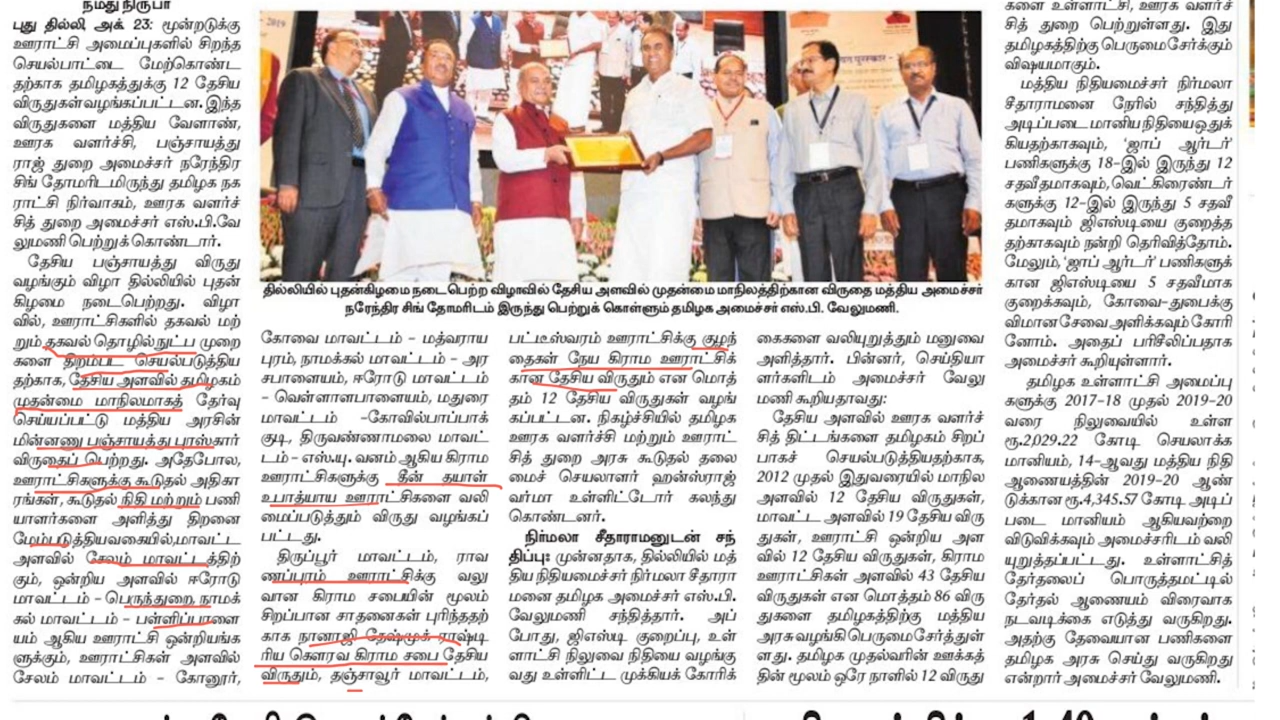 நமது நிருபர்
புது தில்லி, அக். 23: மூன்றடுக்கு
ஊராட்சி அமைப்புகளில் சிறந்த
செயல்பாட்டை மேற்கொண்ட
தற்காக தமிழகத்துக்கு 12 தேசிய
விருதுகள் வழங்கப்பட்டன. இந்த
விருதுகளை மத்திய வேளாண்,
ஊரக வளர்ச்சி, பஞ்சாயத்து
ராஜ் துறை அமைச்சர் நரேந்திர
சிங் தோமரிடமிருந்து தமிழக நக
ராட்சி நிர்வாகம், ஊரக வளர்ச்
சித் துறை அமைச்சர் எஸ்.பி.வே
லுமணி பெற்றுக் கொண்டார்.
தேசிய பஞ்சாயத்து விருது
வழங்கும் விழா தில்லியில் புதன்
கிழமை நடைபெற்றது. விழா
வில், ஊராட்சிகளில் தகவல் மற்
றும் தகவல் தொழில்நுட்ப முறை
களை திறம்பட செயல்படுத்திய
தற்காக, தேசிய அளவில் தமிழகம்
முதன்மை மாநிலமாகத் தேர்வு
செய்யப்பட்டு மத்திய அரசின்
மின்னணு பஞ்சாயத்து புரஸ்கார்
விருதைப் பெற்றது. அதேபோல,
ஊராட்சிகளுக்கு கூடுதல் அதிகா
ரங்கள், கூடுதல் நிதி மற்றும் பணி
யாளர்களை அளித்து திறனை
மேம்படுத்தியவகையில், மாவட்ட
அளவில் சேலம் மாவட்டத்திற்
கும், ஒன்றிய அளவில் ஈரோடு
மாவட்டம் – பெருந்துறை, நாமக்
கல் மாவட்டம் – பள்ளிப்பாளை
யம் ஆகிய ஊராட்சி ஒன்றியங்க
ளுக்கும், ஊராட்சிகள் அளவில்
சேலம் மாவட்டம் – கோனூர்,
2019
தில்லியில் புதன்கிழமை நடைபெற்ற விழாவில் தேசிய அளவில் முதன்மை மாநிலத்திற்கான விருதை மத்திய அமைச்சர்
நரேந்திர சிங் தோமரிடம் இருந்து பெற்றுக் கொள்ளும் தமிழக அமைச்சர் எஸ்.பி. வேலுமணி.
கோவை மாவட்டம் – மத்வராய
புரம், நாமக்கல் மாவட்டம் – அர
சபாளையம், ஈரோடு மாவட்டம்
– வெள்ளாளபாளையம், மதுரை
மாவட்டம் –கோவில்பாப்பாக்
குடி, திருவண்ணாமலை மாவட்
டம் – எஸ்.யு. வனம் ஆகிய கிராம
ஊராட்சிகளுக்கு தீன் தயாள்
உபாத்யாய ஊராட்சிகளை வலி
மைப்படுத்தும் விருது வழங்கப்
பட்டது.
திருப்பூர் மாவட்டம், ராவ
ணப்புரம் ஊராட்சிக்கு வலு
வான கிராம சபையின் மூலம்
சிறப்பான சாதனைகள் புரிந்ததற்
காக நானாஜி தேஷ்முக் ராஷ்டி
ரிய கௌரவ கிராம சபை தேசிய
விருதும், தஞ்சாவூர் மாவட்டம்,
பட்டீஸ்வரம் ஊராட்சிக்கு குழந்
தைகள் நேய கிராம ஊராட்சிக்
கான தேசிய விருதும் என மொத்
தம் 12 தேசிய விருதுகள் வழங்
கப்பட்டன. நிகழ்ச்சியில் தமிழக
ஊரக வளர்ச்சி மற்றும் ஊராட்
சித் துறை அரசு கூடுதல் தலை
மைச் செயலாளர் ஹன்ஸ்ராஜ்
வர்மா உள்ளிட்டோர் கலந்து
கொண்டனர்.
நிர்மலா சீதாராமனுடன் சந்
திப்பு: முன்னதாக, தில்லியில் மத்
திய நிதியமைச்சர் நிர்மலா சீதாரா
மனை தமிழக அமைச்சர் எஸ்.பி.
வேலுமணி சந்தித்தார். அப்
போது, ஜிஎஸ்டி குறைப்பு, உள்
ளாட்சி நிலுவை நிதியை வழங்கு
வது உள்ளிட்ட முக்கியக் கோரிக்
கைகளை வலியுறுத்தும் மனுவை
அளித்தார். பின்னர், செய்தியா
ளர்களிடம் அமைச்சர் வேலு
மணி கூறியதாவது:
தேசிய அளவில் ஊரக வளர்ச்
சித் திட்டங்களை தமிழகம் சிறப்
பாகச் செயல்படுத்தியதற்காக,
2012 முதல் இதுவரையில் மாநில
அளவில் 12 தேசிய விருதுகள்,
மாவட்ட அளவில் 19 தேசிய விரு
துகள், ஊராட்சி ஒன்றிய அள
வில் 12 தேசிய விருதுகள், கிராம
ஊராட்சிகள் அளவில் 43 தேசிய
விருதுகள் என மொத்தம் 86 விரு
துகளை தமிழகத்திற்கு மத்திய
அரசு வழங்கி பெருமை சேர்த்துள்
ளது. தமிழக முதல்வரின் ஊக்கத்
தின் மூலம் ஒரே நாளில் 12 விருது
களை உள்ளாட்சி, ஊரக வளர்ச்
சித் துறை பெற்றுள்ளது. இது
தமிழகத்திற்கு பெருமை சேர்க்கும்
விஷயமாகும்.
மத்திய நிதியமைச்சர் நிர்மலா
சீதாராமனை நேரில் சந்தித்து
அடிப்படை மானிய நிதியை ஒதுக்
கியதற்காகவும், 'ஜாப் ஆர்டர்'
பணிகளுக்கு 18–இல் இருந்து 12
சதவீதமாகவும், வெட்கிரைண்டர்
களுக்கு 12–இல் இருந்து 5 சதவீ
தமாகவும் ஜிஎஸ்டியை குறைத்த
தற்காகவும் நன்றி தெரிவித்தோம்.
மேலும், 'ஜாப் ஆர்டர்' பணிகளுக்
கான ஜிஎஸ்டியை 5 சதவீதமாக
குறைக்கவும், கோவை–துபைக்கு
விமான சேவை அளிக்கவும் கோரி
னோம். அதைப் பரிசீலிப்பதாக
அமைச்சர் கூறியுள்ளார்.
தமிழக உள்ளாட்சி அமைப்பு
களுக்கு 2017-18 முதல் 2019-20
வரை நிலுவையில் உள்ள
ரூ.2,029.22 கோடி செயலாக்க
மானியம், 14–ஆவது மத்திய நிதி
ஆணையத்தின் 2019-20 ஆண்
டுக்கான ரூ.4,345.57 கோடி அடிப்
படை மானியம் ஆகியவற்றை
விடுவிக்கவும் அமைச்சரிடம் வலி
யுறுத்தப்பட்டது. உள்ளாட்சித்
தேர்தலைப் பொருத்தமட்டில்
தேர்தல் ஆணையம் விரைவாக
நடவடிக்கை எடுத்து வருகிறது.
அதற்கு தேவையான பணிகளை
தமிழக அரசு செய்து வருகிறது
என்றார் அமைச்சர் வேலுமணி.